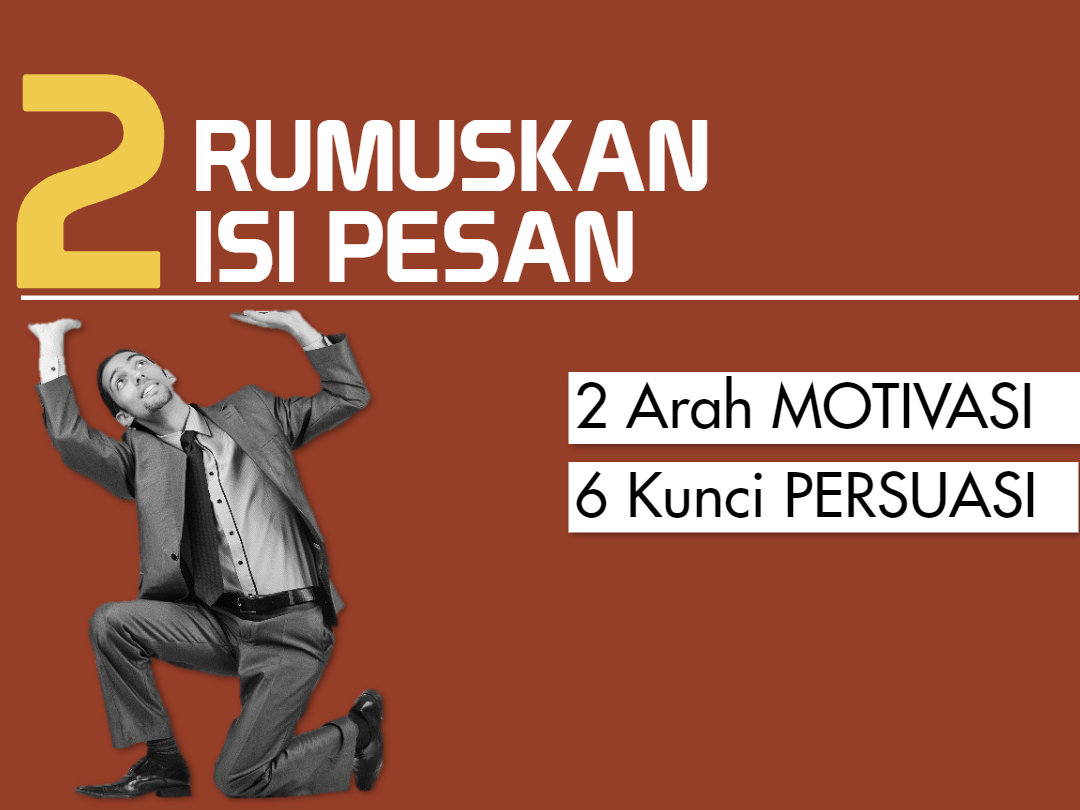 2
RUMUSKAN
ISI PESAN
2 Arah MOTIVASI
6 Kunci PERSUASI